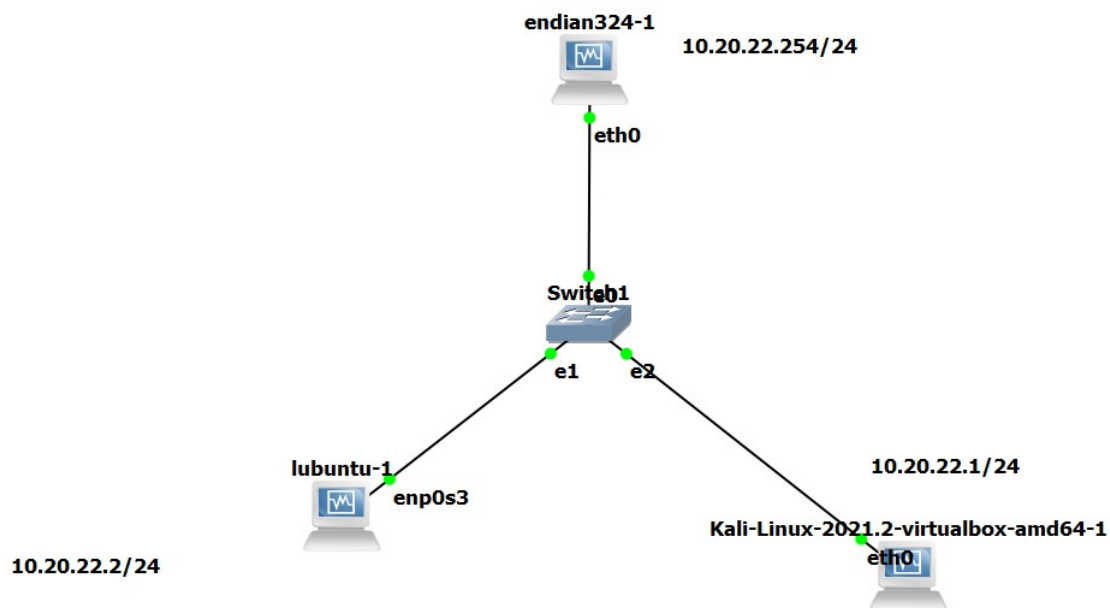 endian324-1
10.20.22.254/24
eth0
Switch1
e0
e1
e2
lubuntu-1
enp0s3
10.20.22.2/24
10.20.22.1/24
Kali-Linux-2021.2-virtualbox-amd64-1
eth0